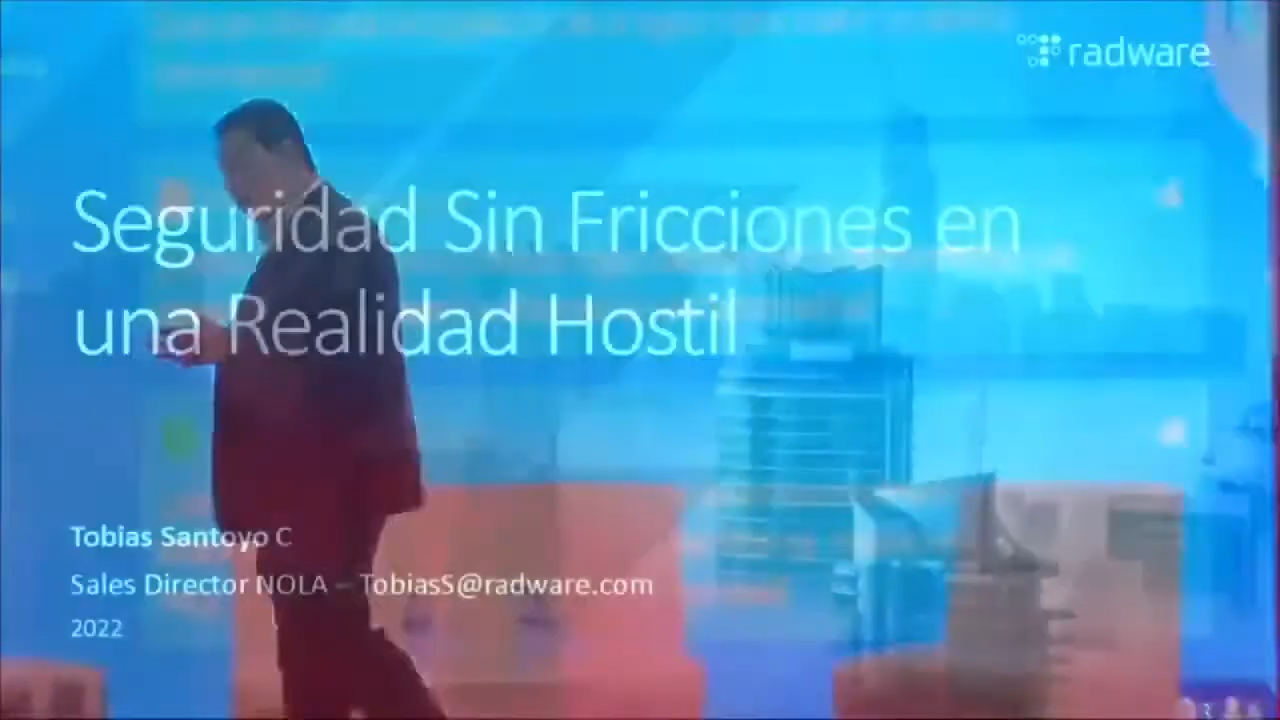 radware
Seguridad Sin Fricciones en
una Realidad Hostil
Tobias Santoyo C
Sales Director NOLA – TobiasS@radware.com
2022